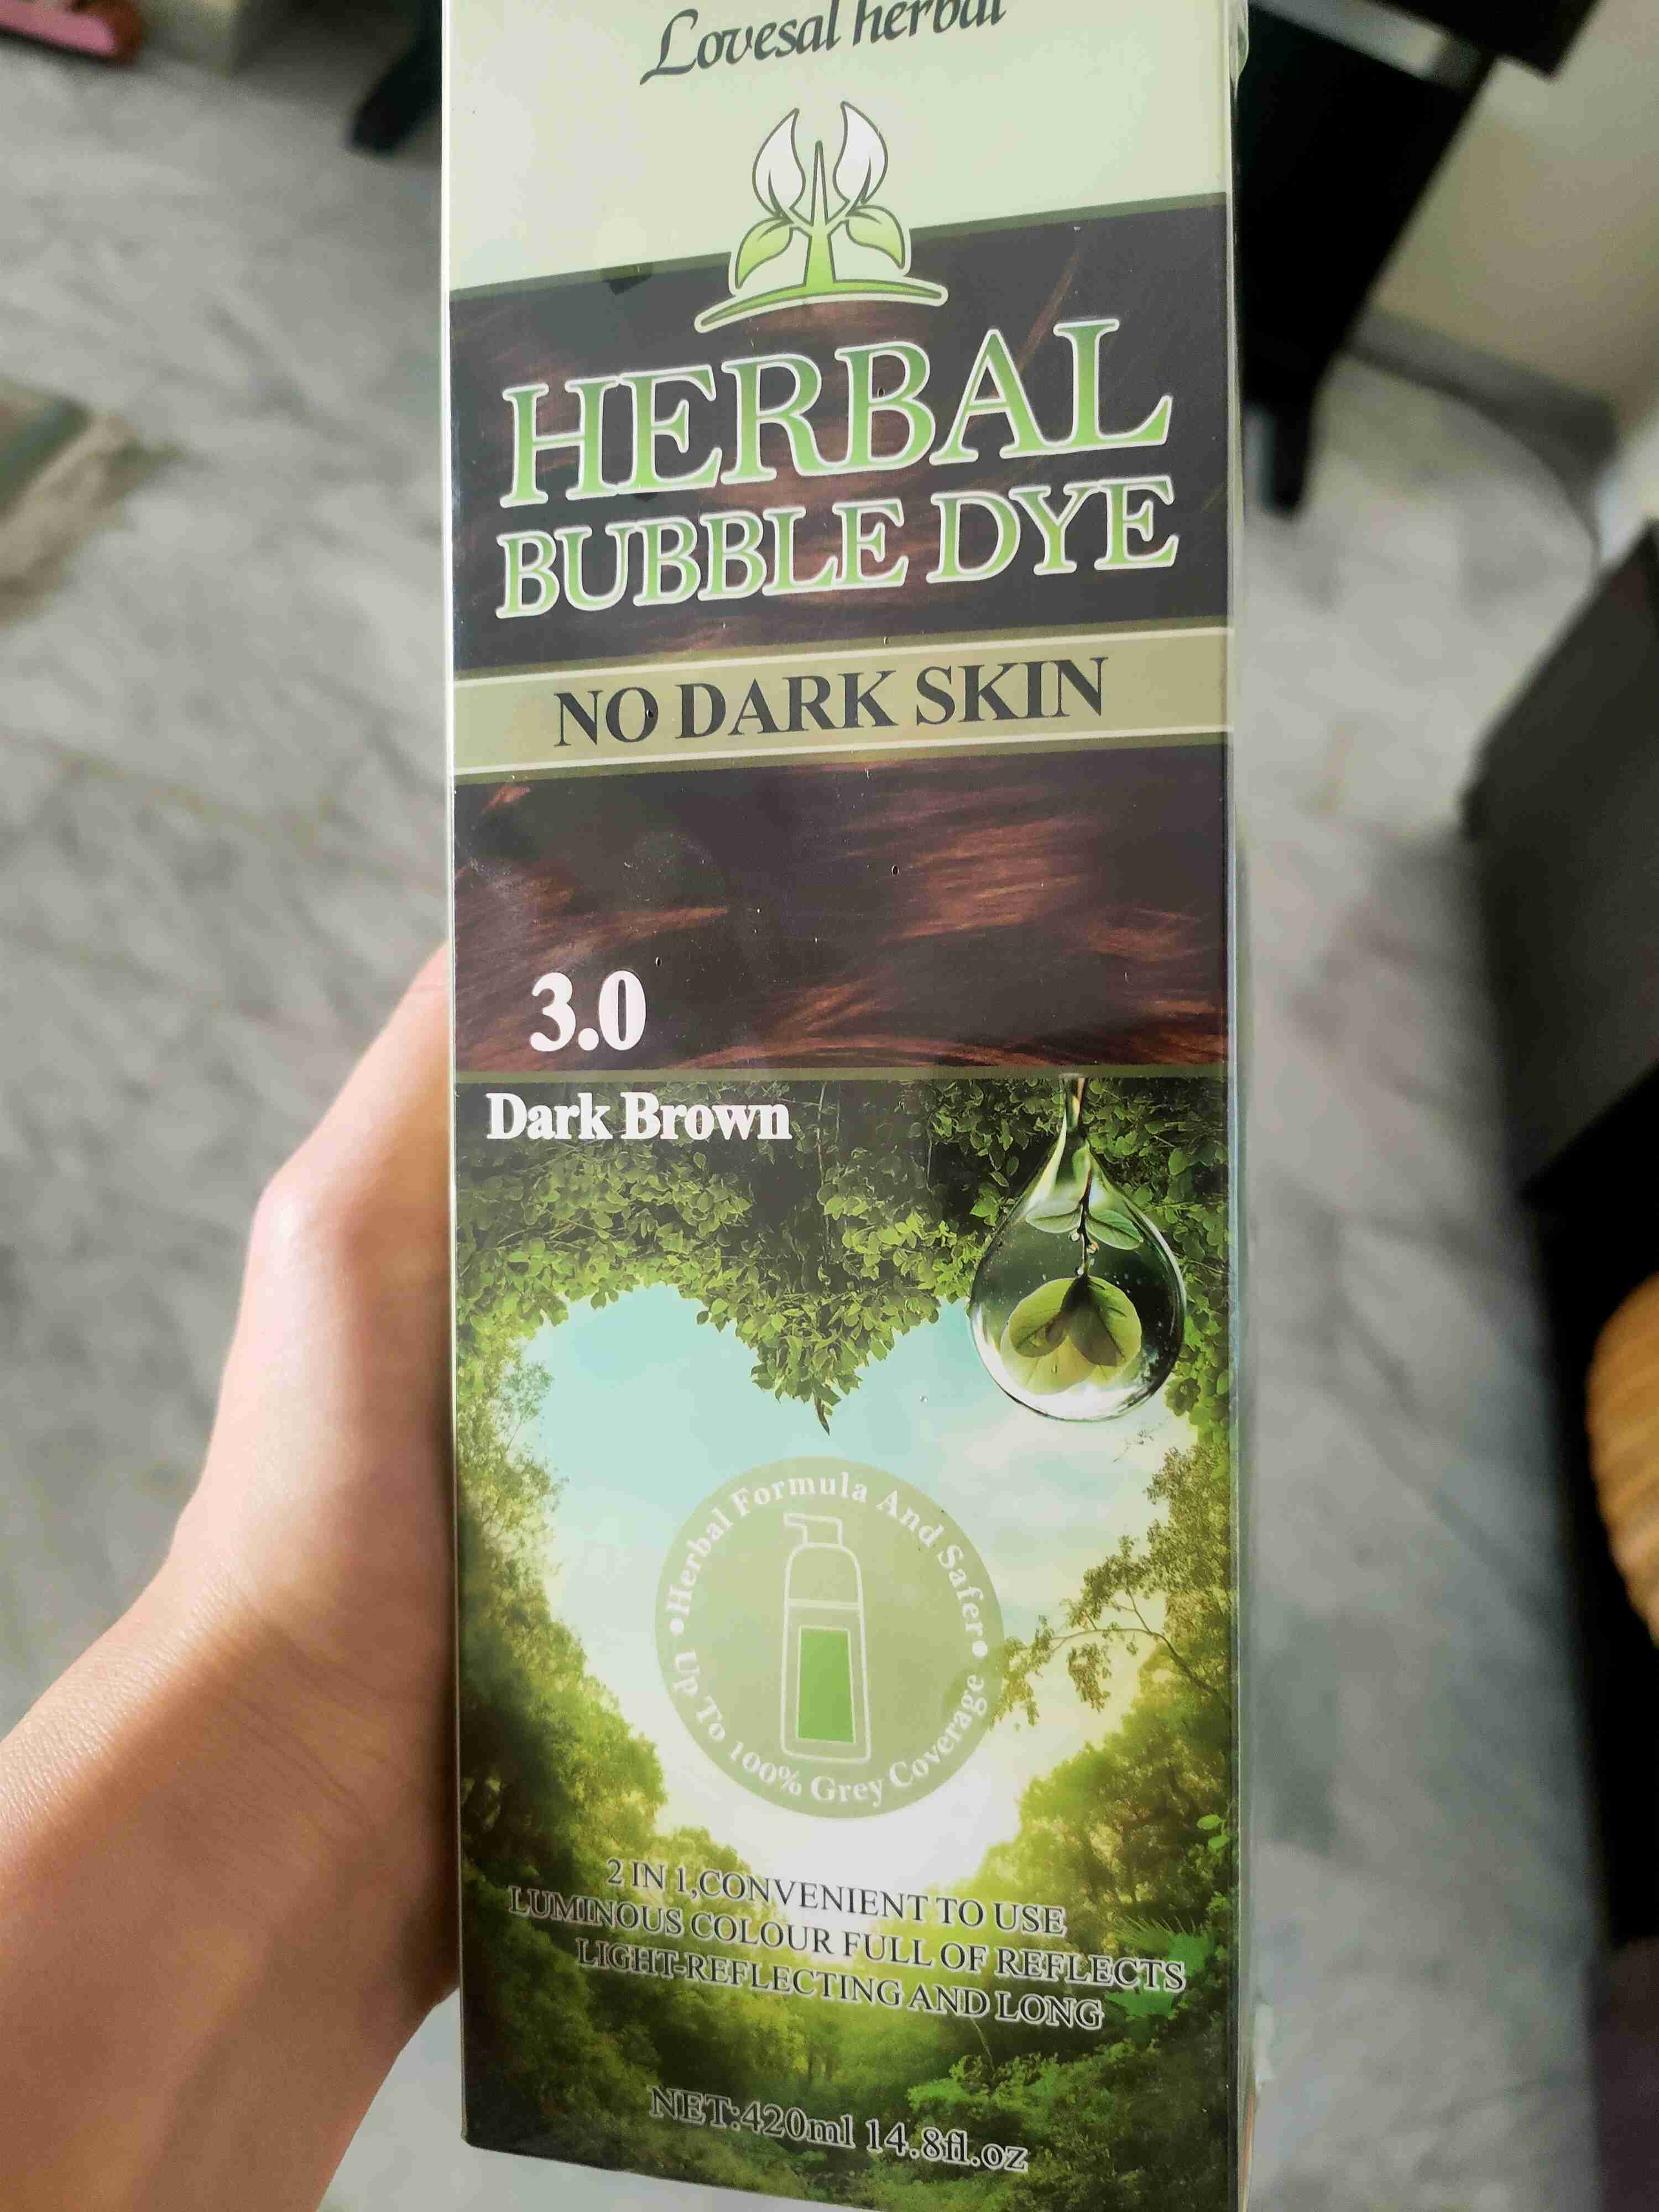 Lovesal herbal
HERBAL
BUBBLE DYE
NO DARK SKIN
3.0
Dark Brown
•Herbal Formula And Safer•
Up To 100% Grey Coverage
2 IN 1,CONVENIENT TO USE
LUMINOUS COLOUR FULL OF REFLECTS
LIGHT-REFLECTING AND LONG
NET:420ml 14.8fl.oz